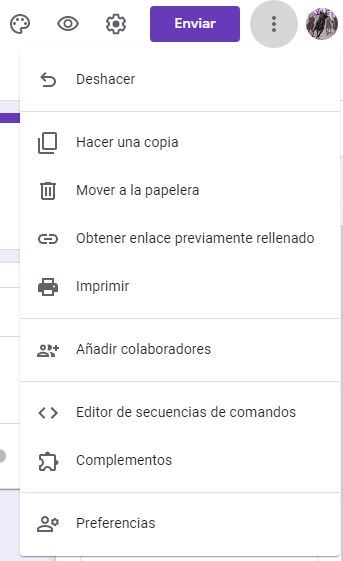 Enviar
Deshacer
Hacer una copia
Mover a la papelera
Obtener enlace previamente rellenado
Imprimir
Añadir colaboradores
Editor de secuencias de comandos
Complementos
Preferencias